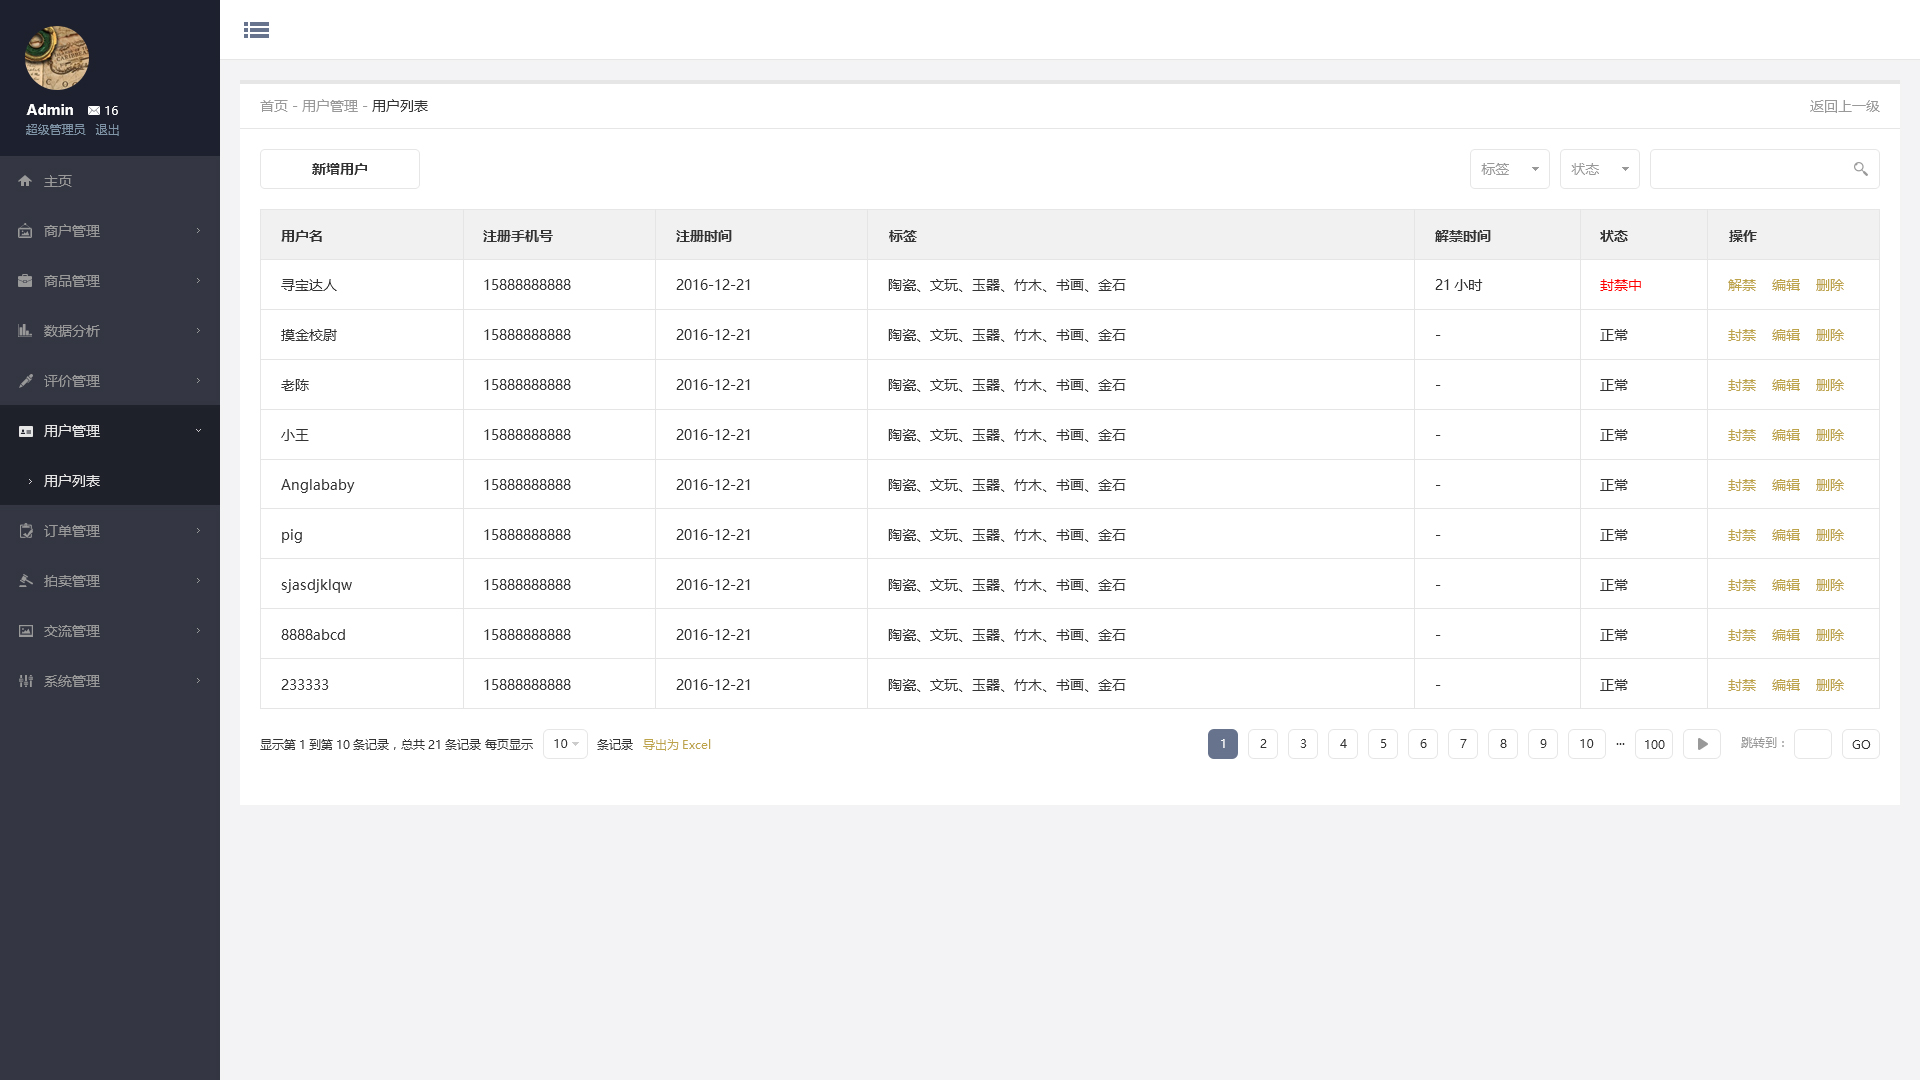 Admin 16
超级管理员 退出
主页
商户管理
商品管理
数据分析
评价管理
用户管理
用户列表
订单管理
拍卖管理
交流管理
系统管理
首页 - 用户管理 - 用户列表 返回上一级
新增用户 标签 状态
用户名 注册手机号 注册时间 标签 解禁时间 状态 操作
寻宝达人 15888888888 2016-12-21 陶瓷、文玩、玉器、竹木、书画、金石 21 小时 封禁中 解禁 编辑 删除
摸金校尉 15888888888 2016-12-21 陶瓷、文玩、玉器、竹木、书画、金石 - 正常 封禁 编辑 删除
老陈 15888888888 2016-12-21 陶瓷、文玩、玉器、竹木、书画、金石 - 正常 封禁 编辑 删除
小王 15888888888 2016-12-21 陶瓷、文玩、玉器、竹木、书画、金石 - 正常 封禁 编辑 删除
Anglababy 15888888888 2016-12-21 陶瓷、文玩、玉器、竹木、书画、金石 - 正常 封禁 编辑 删除
pig 15888888888 2016-12-21 陶瓷、文玩、玉器、竹木、书画、金石 - 正常 封禁 编辑 删除
sjasdjklqw 15888888888 2016-12-21 陶瓷、文玩、玉器、竹木、书画、金石 - 正常 封禁 编辑 删除
8888abcd 15888888888 2016-12-21 陶瓷、文玩、玉器、竹木、书画、金石 - 正常 封禁 编辑 删除
233333 15888888888 2016-12-21 陶瓷、文玩、玉器、竹木、书画、金石 - 正常 封禁 编辑 删除
显示第 1 到第 10 条记录，总共 21 条记录 每页显示 10 条记录 导出为 Excel 1 2 3 4 5 6 7 8 9 10 ... 100 跳转到： GO